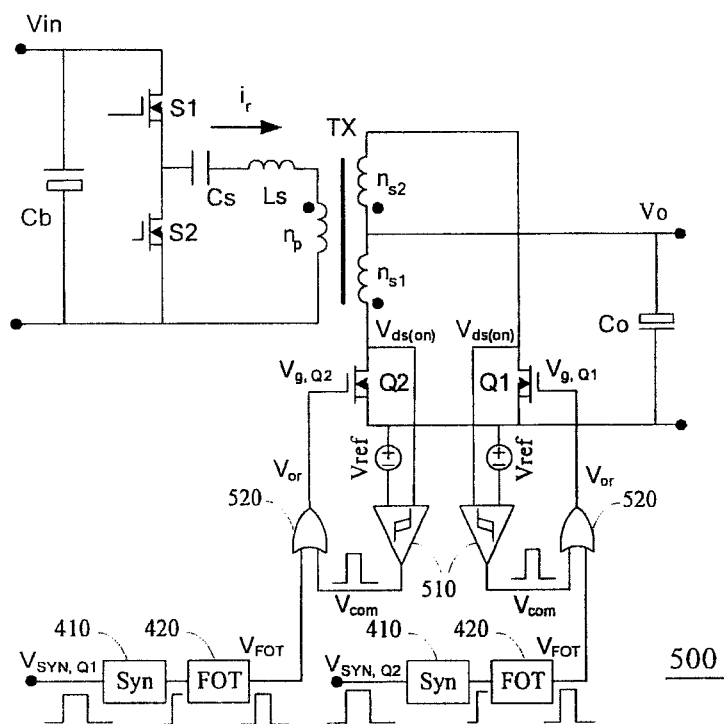 Vin
S1
i_r
TX
n_s2
Cs
Ls
Cb
S2
n_p
Vo
n_s1
Co
V_ds(on)
V_ds(on)
V_g, Q2
Q2
Q1
V_g, Q1
Vref
Vref
V_or
V_or
520
520
510
V_com
V_com
410
420
V_FOT
410
420
V_FOT
500
V_SYN, Q1
Syn
FOT
V_SYN, Q2
Syn
FOT